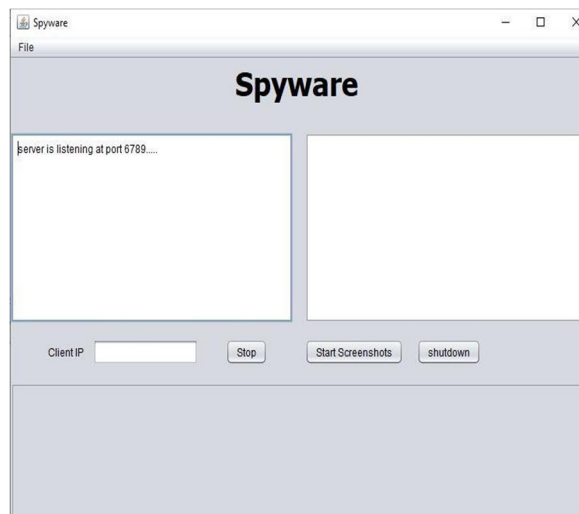 Spyware
File
Spyware
server is listening at port 6789.....
Client IP
Stop
Start Screenshots
shutdown